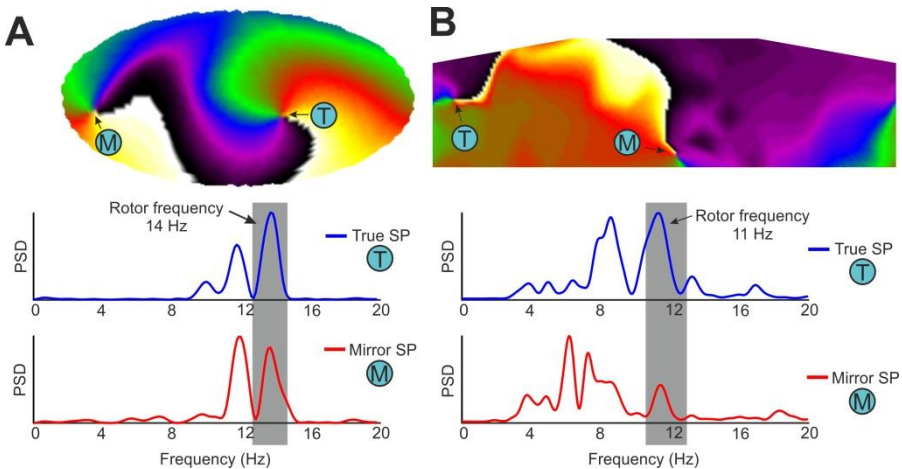 A
M
T
Rotor frequency
14 Hz
PSD
True SP
T
0 4 8 12 16 20
PSD
Mirror SP
M
0 4 8 12 16 20
Frequency (Hz)
B
T
M
Rotor frequency
11 Hz
PSD
True SP
T
0 4 8 12 16 20
PSD
Mirror SP
M
0 4 8 12 16 20
Frequency (Hz)